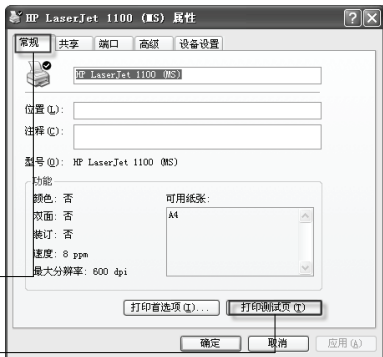 HP LaserJet 1100 (MS) 属性
常规 共享 端口 高级 设备设置
HP LaserJet 1100 (MS)
位置(L):
注释(C):
型号(O): HP LaserJet 1100 (MS)
功能
颜色: 否
可用纸张:
双面: 否
A4
装订: 否
速度: 8 ppm
最大分辨率: 600 dpi
打印首选项(I)... 打印测试页(T)
确定 取消 应用(A)